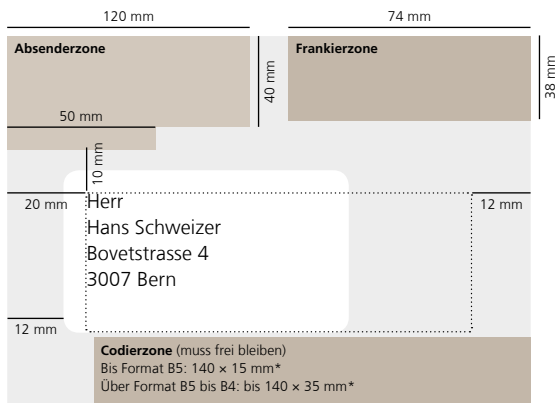 120 mm
74 mm
Absenderzone
Frankierzone
40 mm
38 mm
50 mm
10 mm
20 mm
12 mm
Herr
Hans Schweizer
Bovetstrasse 4
3007 Bern
12 mm
Codierzone (muss frei bleiben)
Bis Format B5: 140 × 15 mm*
Über Format B5 bis B4: bis 140 × 35 mm*